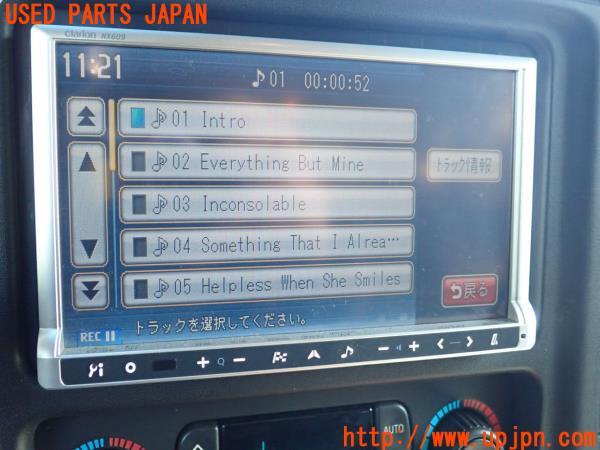 USED PARTS JAPAN
clarion NX609
11:21
♪01 00:00:52
01 Intro
02 Everything But Mine
トラック情報
03 Inconsolable
04 Something That I Alrea…
05 Helpless When She Smiles
戻る
REC
トラックを選択してください。
AUTO
http://www.upjpn.com